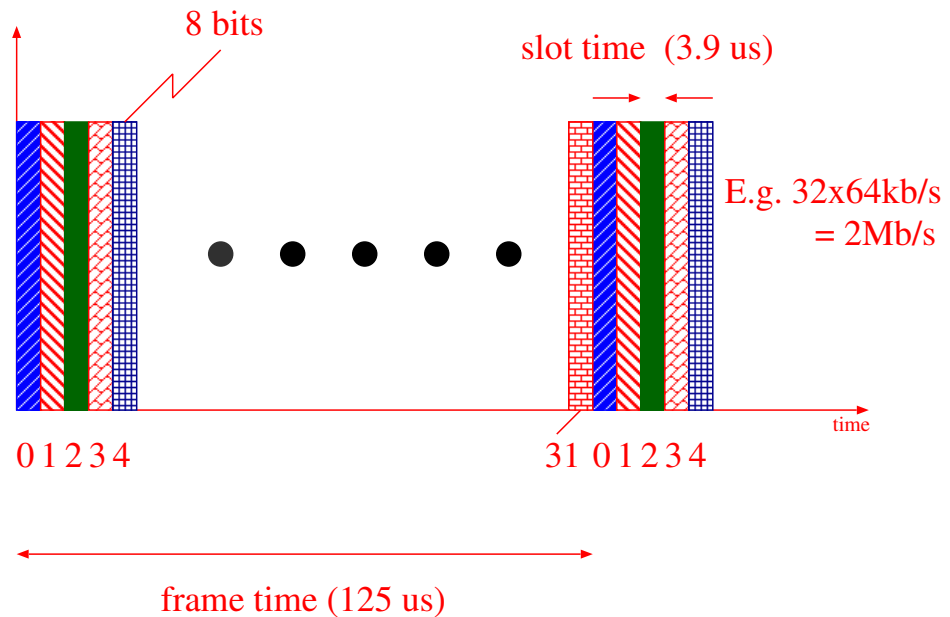 8 bits
slot time (3.9 us)
E.g. 32x64kb/s
= 2Mb/s
time
0 1 2 3 4
31 0 1 2 3 4
frame time (125 us)